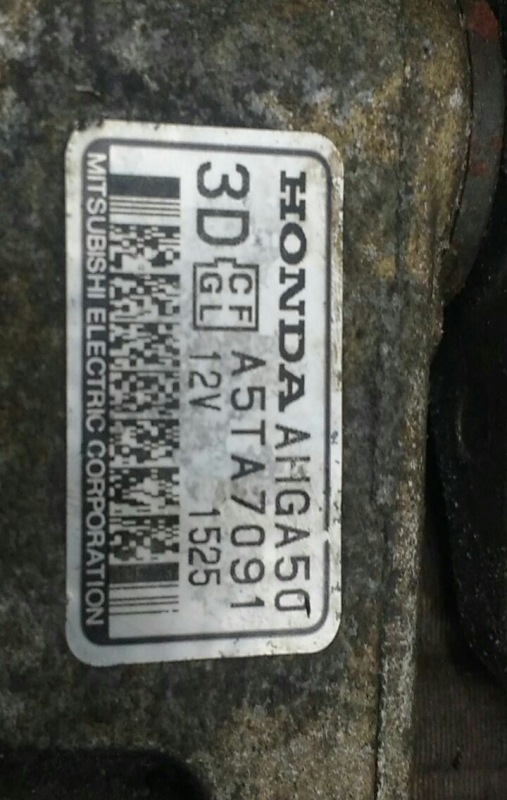 HONDA AHGA50
3D CF GL A5TA7091
12V 1525
MITSUBISHI ELECTRIC CORPORATION